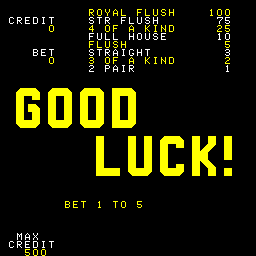 ROYAL FLUSH 100
CREDIT STR FLUSH 75
0 4 OF A KIND 25
FULL HOUSE 10
FLUSH 5
BET STRAIGHT 3
0 3 OF A KIND 2
2 PAIR 1
GOOD
LUCK!
BET 1 TO 5
MAX
CREDIT
500